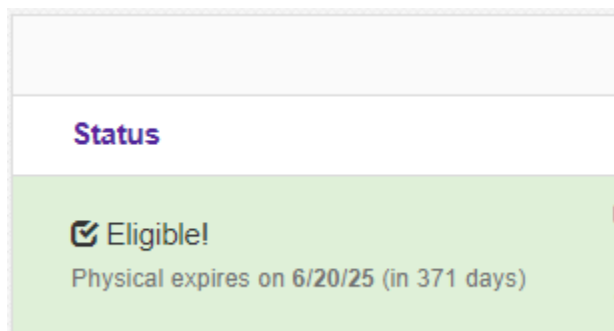 Status
Eligible!
Physical expires on 6/20/25 (in 371 days)